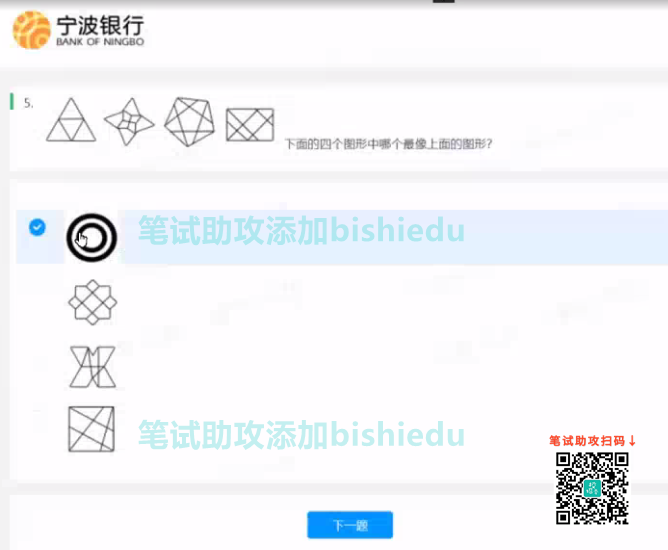 宁波银行
BANK OF NINGBO
5.
下面的四个图形中哪个最像上面的图形?
笔试助攻添加bishiedu
笔试助攻添加bishiedu
笔试助攻扫码↓
下一题